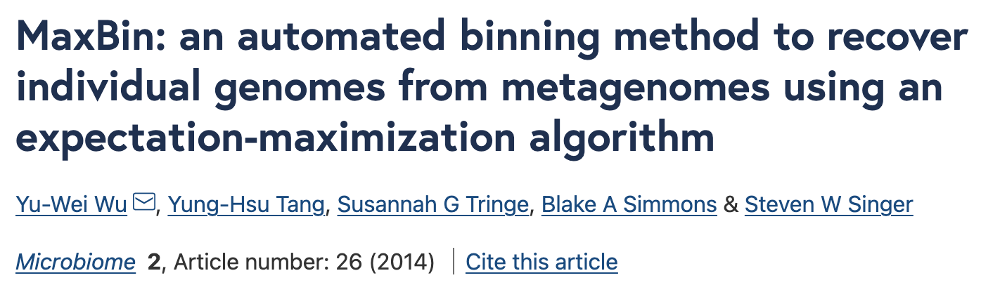 MaxBin: an automated binning method to recover
individual genomes from metagenomes using an
expectation-maximization algorithm
Yu-Wei Wu, Yung-Hsu Tang, Susannah G Tringe, Blake A Simmons & Steven W Singer
Microbiome 2, Article number: 26 (2014) | Cite this article